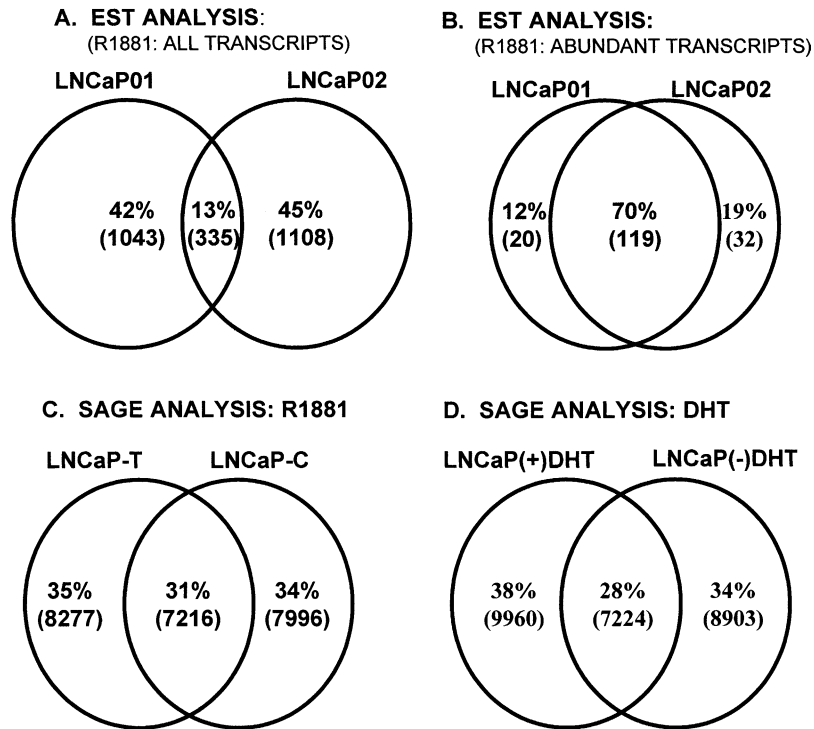 A. EST ANALYSIS:
(R1881: ALL TRANSCRIPTS)
LNCaP01
LNCaP02
42%
(1043)
13%
(335)
45%
(1108)
B. EST ANALYSIS:
(R1881: ABUNDANT TRANSCRIPTS)
LNCaP01
LNCaP02
12%
(20)
70%
(119)
19%
(32)
C. SAGE ANALYSIS: R1881
LNCaP-T
LNCaP-C
35%
(8277)
31%
(7216)
34%
(7996)
D. SAGE ANALYSIS: DHT
LNCaP(+)DHT
LNCaP(-)DHT
38%
(9960)
28%
(7224)
34%
(8903)